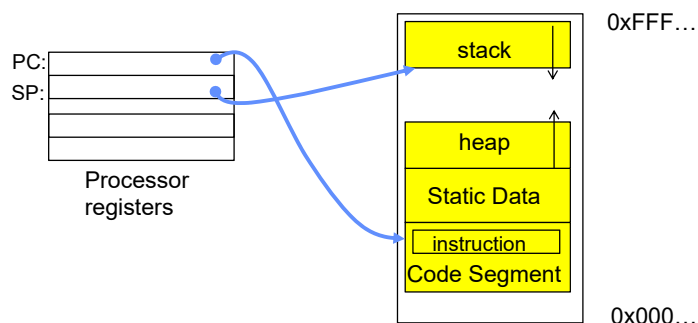 PC:
SP:
Processor
registers
0xFFF…
stack
heap
Static Data
instruction
Code Segment
0x000…